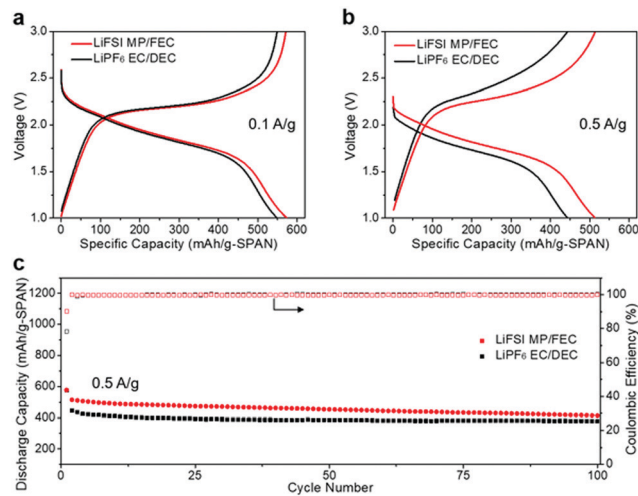 a
LiFSI MP/FEC
LiPF6 EC/DEC
0.1 A/g
Voltage (V)
3.0
2.5
2.0
1.5
1.0
0 100 200 300 400 500 600
Specific Capacity (mAh/g-SPAN)
b
LiFSI MP/FEC
LiPF6 EC/DEC
0.5 A/g
Voltage (V)
3.0
2.5
2.0
1.5
1.0
0 100 200 300 400 500 600
Specific Capacity (mAh/g-SPAN)
c
Discharge Capacity (mAh/g-SPAN)
1200
1000
800
600
400
200
LiFSI MP/FEC
LiPF6 EC/DEC
0.5 A/g
100
80
60
40
20
0
Coulombic Efficiency (%)
0 25 50 75 100
Cycle Number